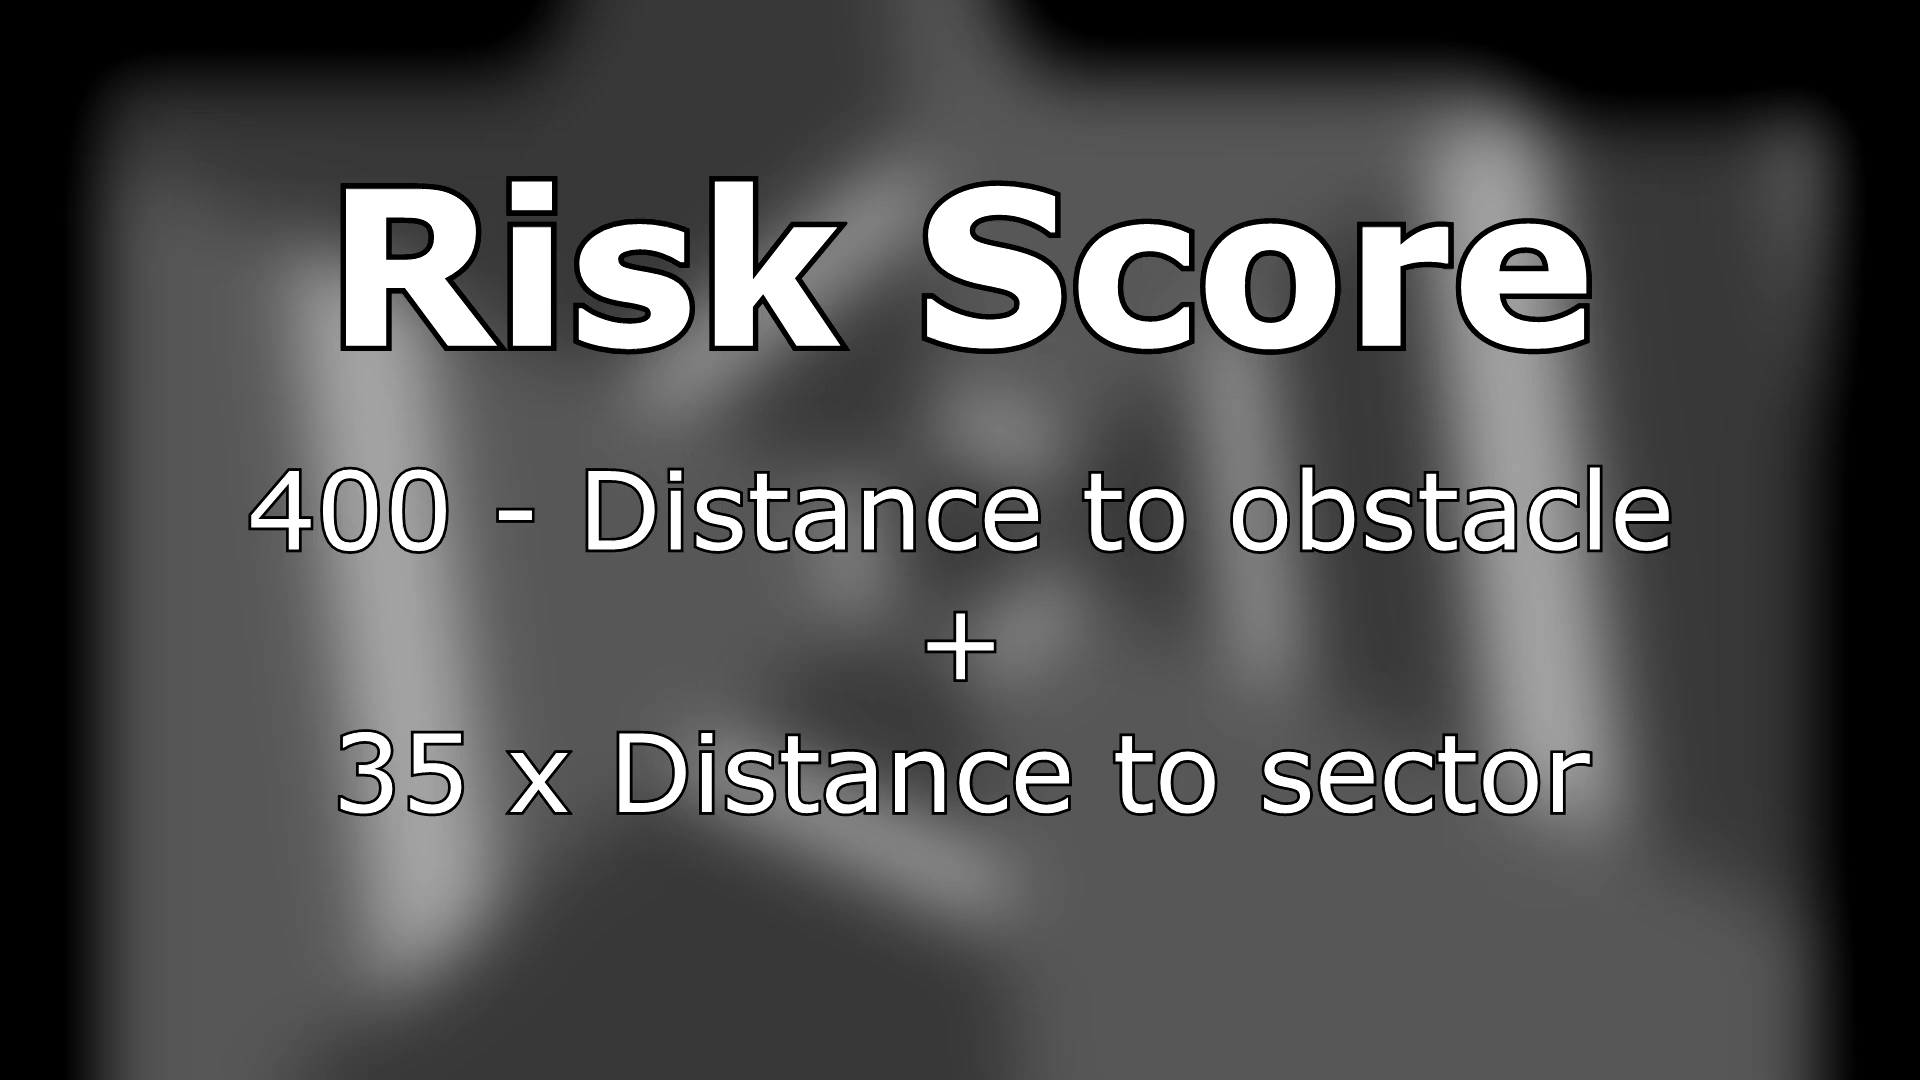 Risk Score
400 - Distance to obstacle
+
35 x Distance to sector